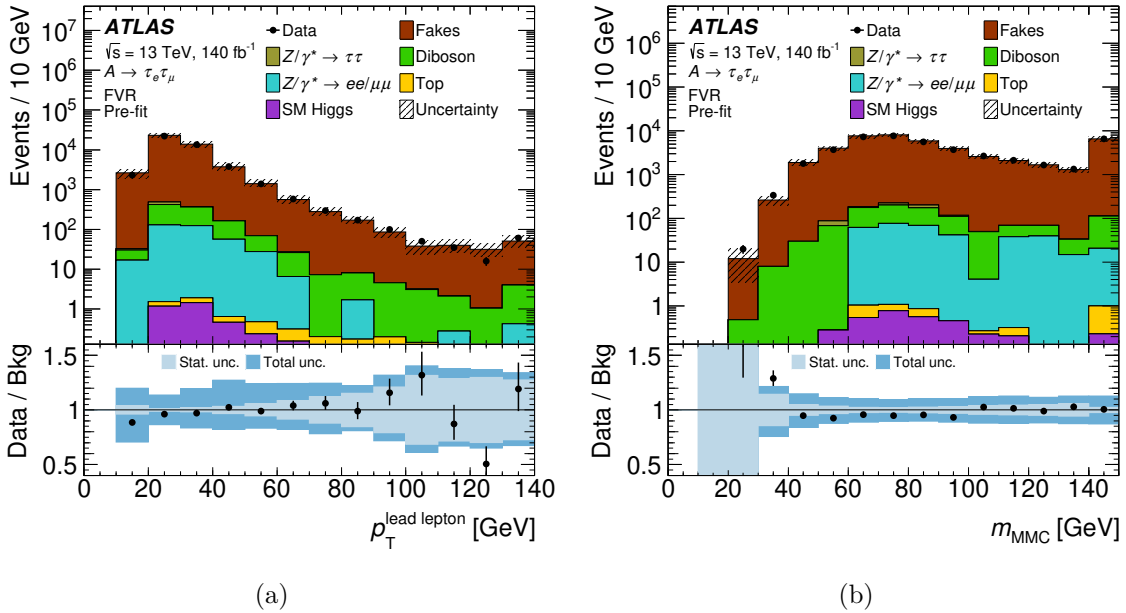 ATLAS
√s = 13 TeV, 140 fb⁻¹
A → τₑτμ
FVR
Pre-fit
Data
Z/γ* → ττ
Z/γ* → ee/μμ
SM Higgs
Fakes
Diboson
Top
Uncertainty
Events / 10 GeV
10⁷
10⁶
10⁵
10⁴
10³
10²
10
1
Data / Bkg
1.5
1
0.5
Stat. unc.
Total unc.
0 20 40 60 80 100 120 140
p_T^lead lepton [GeV]
(a)
ATLAS
√s = 13 TeV, 140 fb⁻¹
A → τₑτμ
FVR
Pre-fit
Data
Z/γ* → ττ
Z/γ* → ee/μμ
SM Higgs
Fakes
Diboson
Top
Uncertainty
Events / 10 GeV
10⁷
10⁶
10⁵
10⁴
10³
10²
10
1
Data / Bkg
1.5
1
0.5
Stat. unc.
Total unc.
0 20 40 60 80 100 120 140
m_MMC [GeV]
(b)